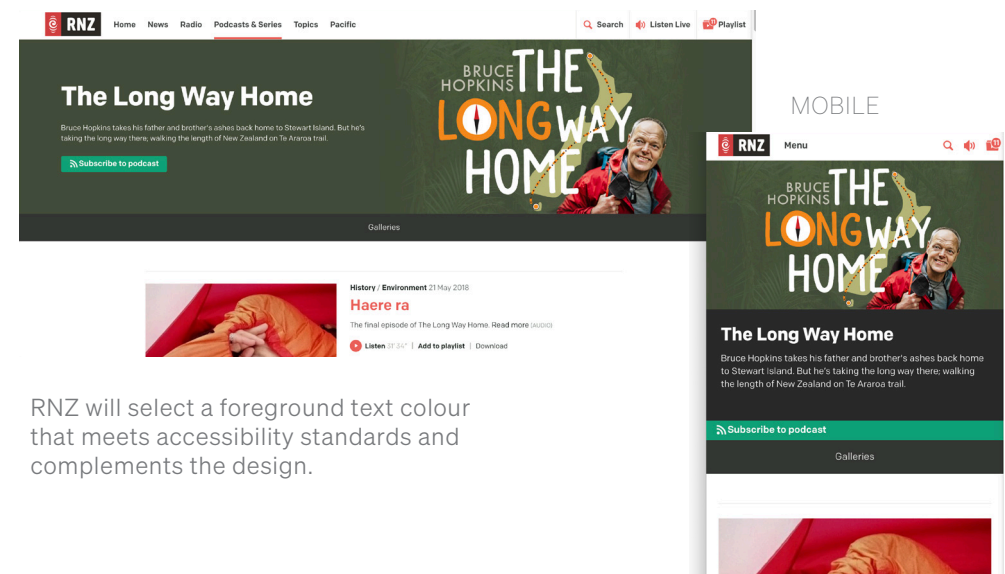 RNZ Home News Radio Podcasts & Series Topics Pacific Search Listen Live 11 Playlist
The Long Way Home
Bruce Hopkins takes his father and brother's ashes back home to Stewart Island. But he's
taking the long way there; walking the length of New Zealand on Te Araroa trail.
Subscribe to podcast
BRUCE
HOPKINS
THE
LONG WAY
HOME
Galleries
History / Environment 21 May 2018
Haere ra
The final episode of The Long Way Home. Read more (AUDIO)
Listen 31'34" | Add to playlist | Download
RNZ will select a foreground text colour
that meets accessibility standards and
complements the design.
MOBILE
RNZ Menu 11
BRUCE
HOPKINS
THE
LONG WAY
HOME
The Long Way Home
Bruce Hopkins takes his father and brother's ashes back home
to Stewart Island. But he's taking the long way there; walking
the length of New Zealand on Te Araroa trail.
Subscribe to podcast
Galleries